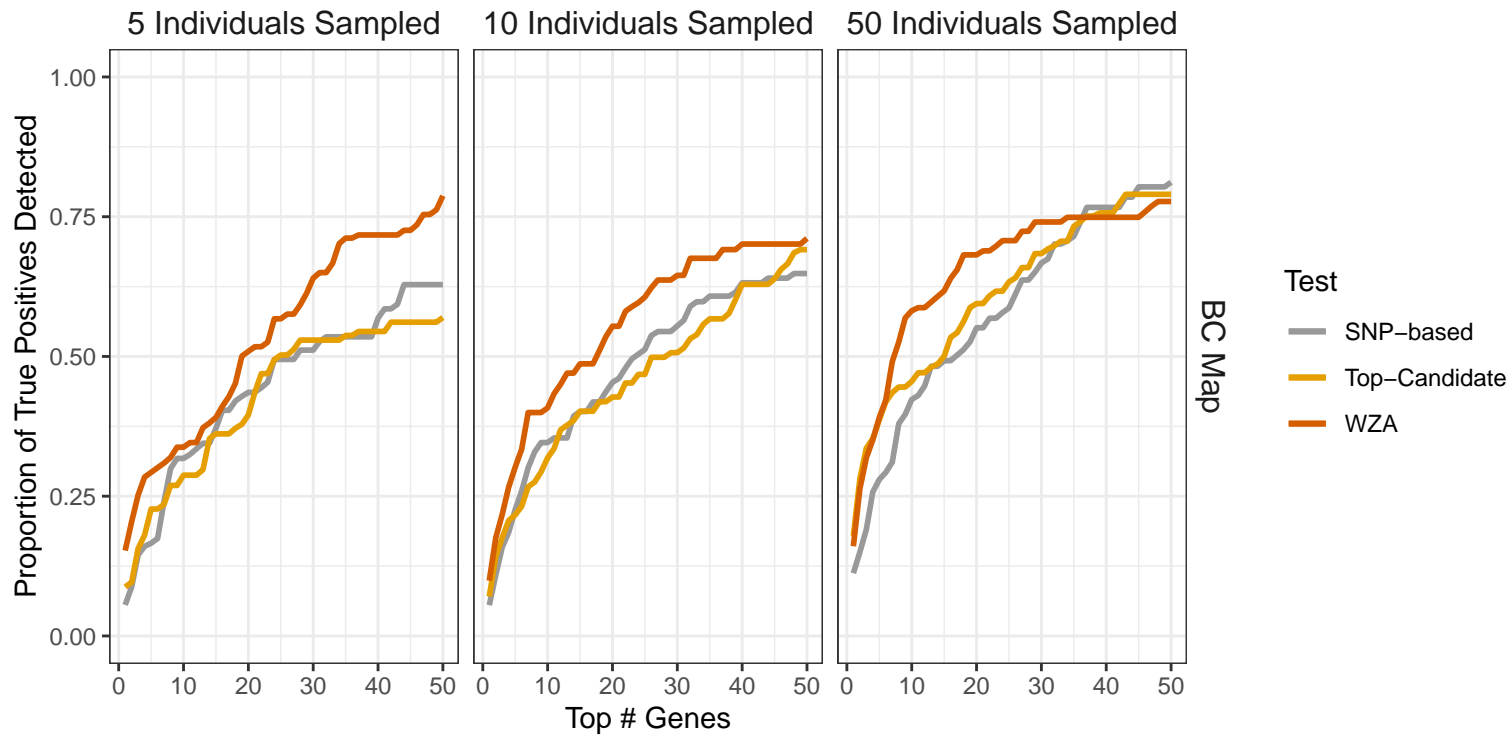 5 Individuals Sampled
10 Individuals Sampled
50 Individuals Sampled
Proportion of True Positives Detected
1.00
0.75
0.50
0.25
0.00
0 10 20 30 40 50
0 10 20 30 40 50
0 10 20 30 40 50
Top # Genes
BC Map
Test
SNP−based
Top−Candidate
WZA